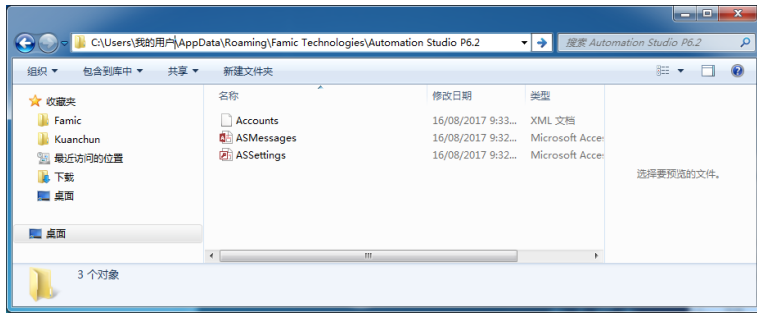 C:\Users\我的用户\AppData\Roaming\Famic Technologies\Automation Studio P6.2
搜索 Automation Studio P6.2
组织 包含到库中 共享 新建文件夹
收藏夹
Famic
Kuanchun
最近访问的位置
下载
桌面
桌面
名称 修改日期 类型
Accounts 16/08/2017 9:33... XML 文档
ASMessages 16/08/2017 9:32... Microsoft Acce
ASSettings 16/08/2017 9:32... Microsoft Acce
选择要预览的文件。
3 个对象